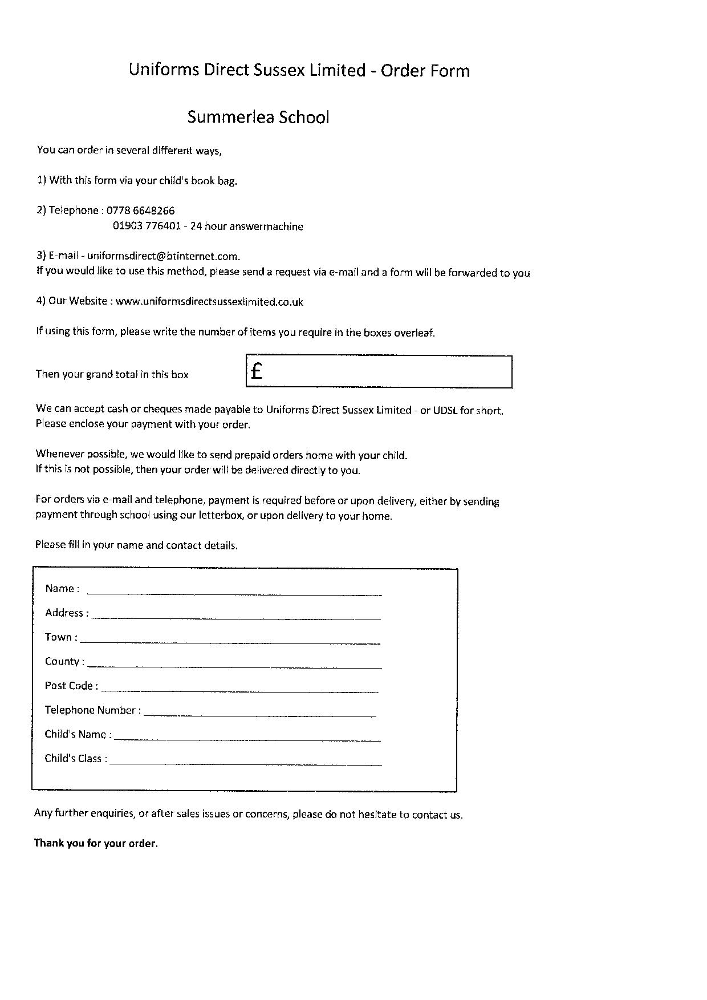 Uniforms Direct Sussex Limited - Order Form
Summerlea School
You can order in several different ways,
1) With this form via your child's book bag.
2) Telephone : 0778 6648266
01903 776401 - 24 hour answermachine
3) E-mail - uniformsdirect@btinternet.com.
If you would like to use this method, please send a request via e-mail and a form will be forwarded to you
4) Our Website : www.uniformsdirectsussexlimited.co.uk
If using this form, please write the number of items you require in the boxes overleaf.
Then your grand total in this box £
We can accept cash or cheques made payable to Uniforms Direct Sussex Limited - or UDSL for short.
Please enclose your payment with your order.
Whenever possible, we would like to send prepaid orders home with your child.
If this is not possible, then your order will be delivered directly to you.
For orders via e-mail and telephone, payment is required before or upon delivery, either by sending
payment through school using our letterbox, or upon delivery to your home.
Please fill in your name and contact details.
Name :
Address :
Town :
County :
Post Code :
Telephone Number :
Child's Name :
Child's Class :
Any further enquiries, or after sales issues or concerns, please do not hesitate to contact us.
Thank you for your order.